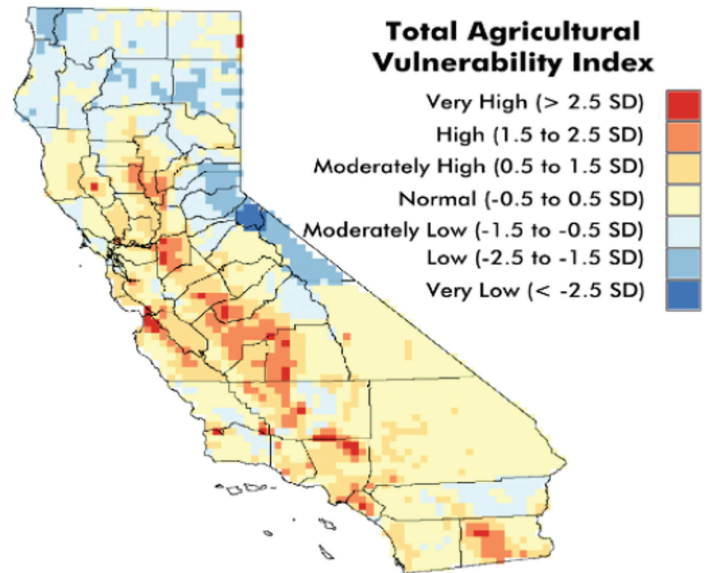 Total Agricultural
Vulnerability Index
Very High (> 2.5 SD)
High (1.5 to 2.5 SD)
Moderately High (0.5 to 1.5 SD)
Normal (-0.5 to 0.5 SD)
Moderately Low (-1.5 to -0.5 SD)
Low (-2.5 to -1.5 SD)
Very Low (< -2.5 SD)